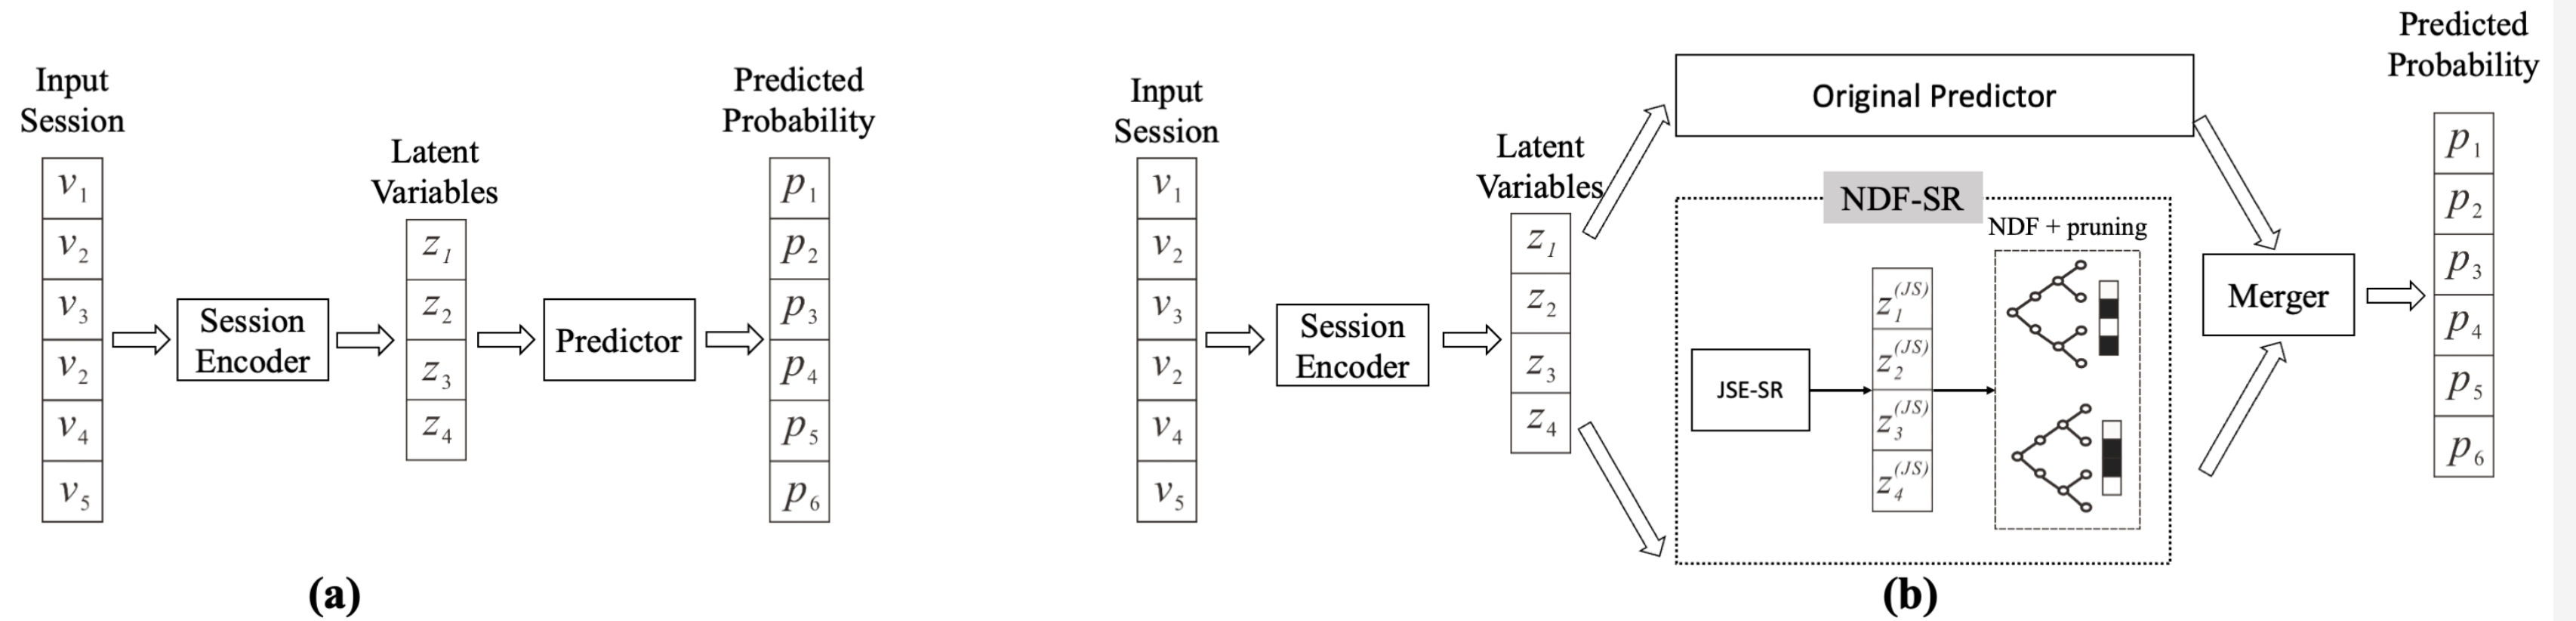 Input
Session
v1
v2
v3
v2
v4
v5
Session
Encoder
Latent
Variables
z1
z2
z3
z4
Predictor
Predicted
Probability
p1
p2
p3
p4
p5
p6
(a)
Input
Session
v1
v2
v3
v2
v4
v5
Session
Encoder
Latent
Variables
z1
z2
z3
z4
Original Predictor
NDF-SR
JSE-SR
z1(JS)
z2(JS)
z3(JS)
z4(JS)
NDF + pruning
Merger
Predicted
Probability
p1
p2
p3
p4
p5
p6
(b)